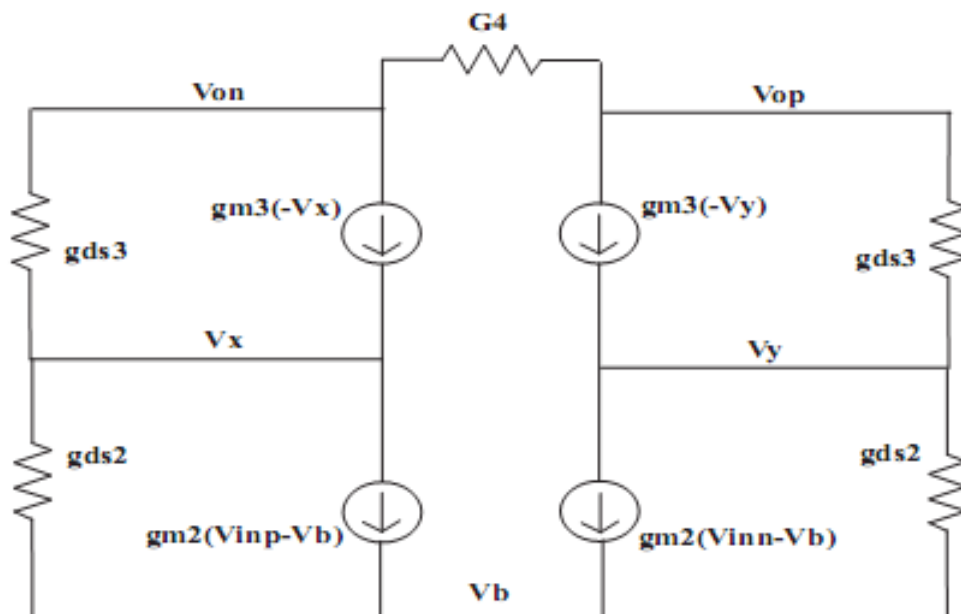 G4
Von
Vop
gm3(-Vx)
gm3(-Vy)
gds3
gds3
Vx
Vy
gds2
gds2
gm2(Vinp-Vb)
gm2(Vinn-Vb)
Vb